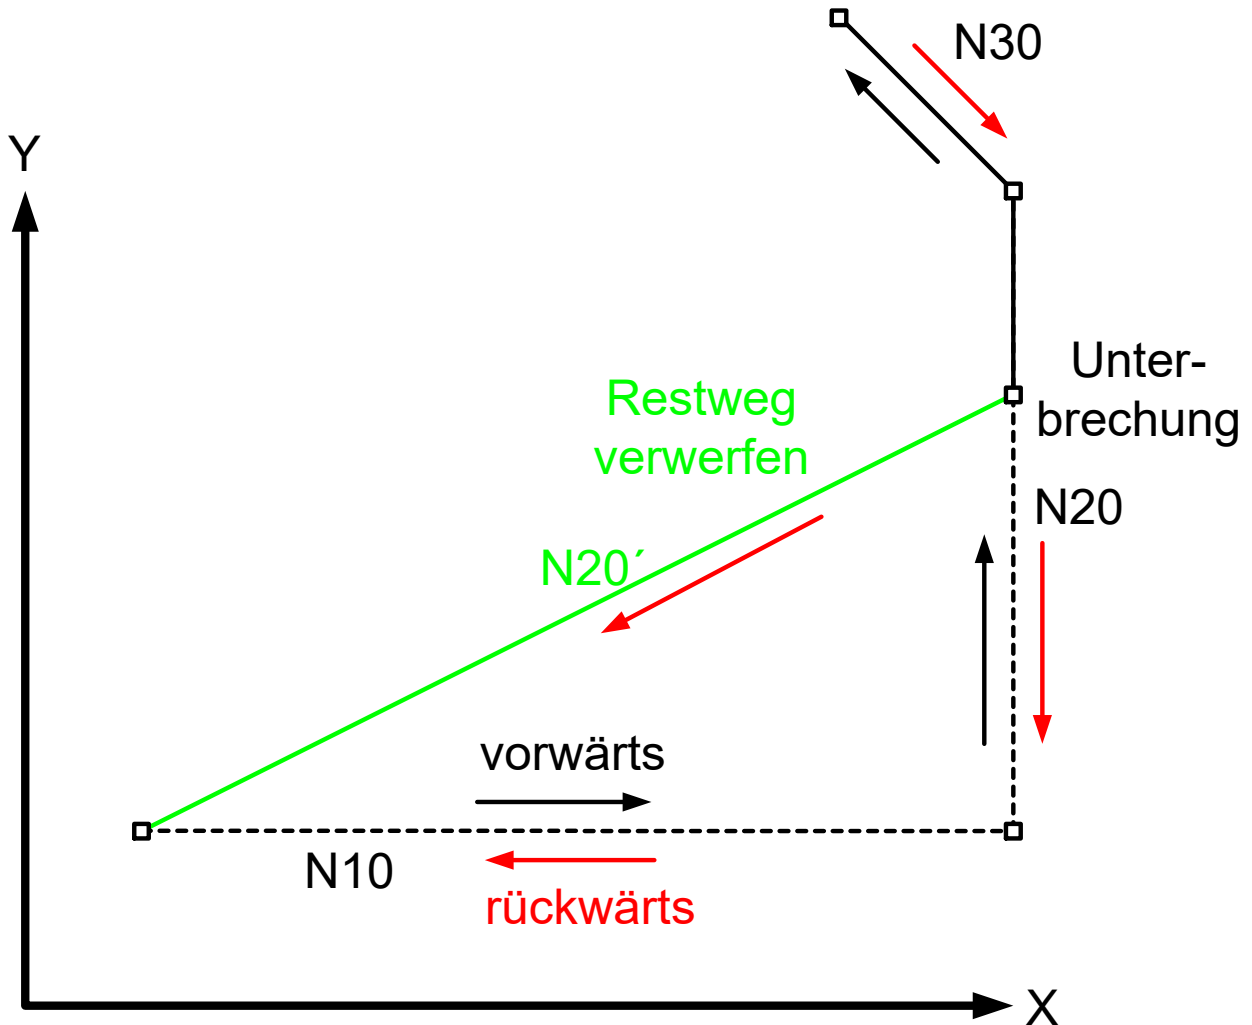 N30
Y
Unter-
brechung
Restweg
verwerfen
N20
N20´
vorwärts
N10
rückwärts
X